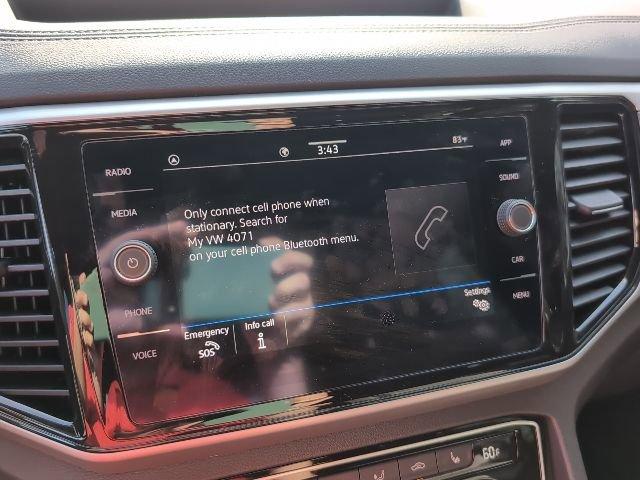 RADIO
MEDIA
PHONE
VOICE
3:43
83°F
Only connect cell phone when
stationary. Search for
My VW 4071
on your cell phone Bluetooth menu.
Settings
Emergency
SOS
Info call
i
APP
SOUND
CAR
MENU
60°F